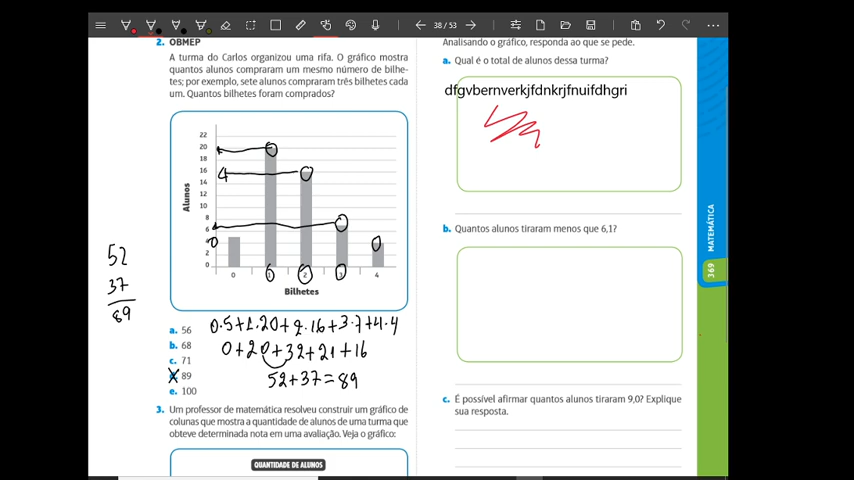 38 / 53
2. OBMEP
A turma do Carlos organizou uma rifa. O gráfico mostra
quantos alunos compraram um mesmo número de bilhe-
tes; por exemplo, sete alunos compraram três bilhetes cada
um. Quantos bilhetes foram comprados?
Alunos
22
20
18
16
4
14
12
10
8
6
4
2
0
0 1 2 3 4
Bilhetes
52
37
89
a. 56
b. 68
c. 71
d. 89
e. 100
0·5+1·20+2·16+3·7+4·4
0+20+32+21+16
52+37=89
3. Um professor de matemática resolveu construir um gráfico de
colunas que mostra a quantidade de alunos de uma turma que
obteve determinada nota em uma avaliação. Veja o gráfico:
QUANTIDADE DE ALUNOS
Analisando o gráfico, responda ao que se pede.
a. Qual é o total de alunos dessa turma?
dfgvbernverkjfdnkrjfnuifdhgri
b. Quantos alunos tiraram menos que 6,1?
c. É possível afirmar quantos alunos tiraram 9,0? Explique
sua resposta.
MATEMÁTICA
369